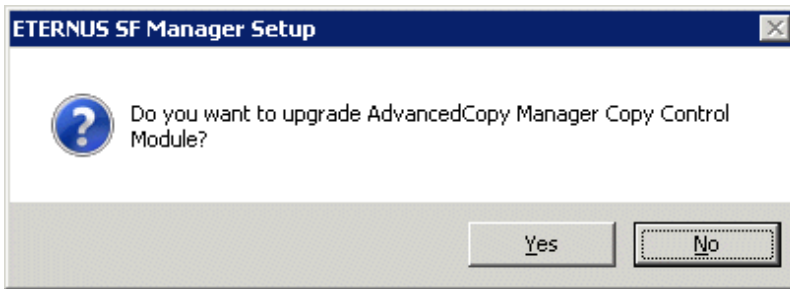 ETERNUS SF Manager Setup
Do you want to upgrade AdvancedCopy Manager Copy Control
Module?
Yes
No